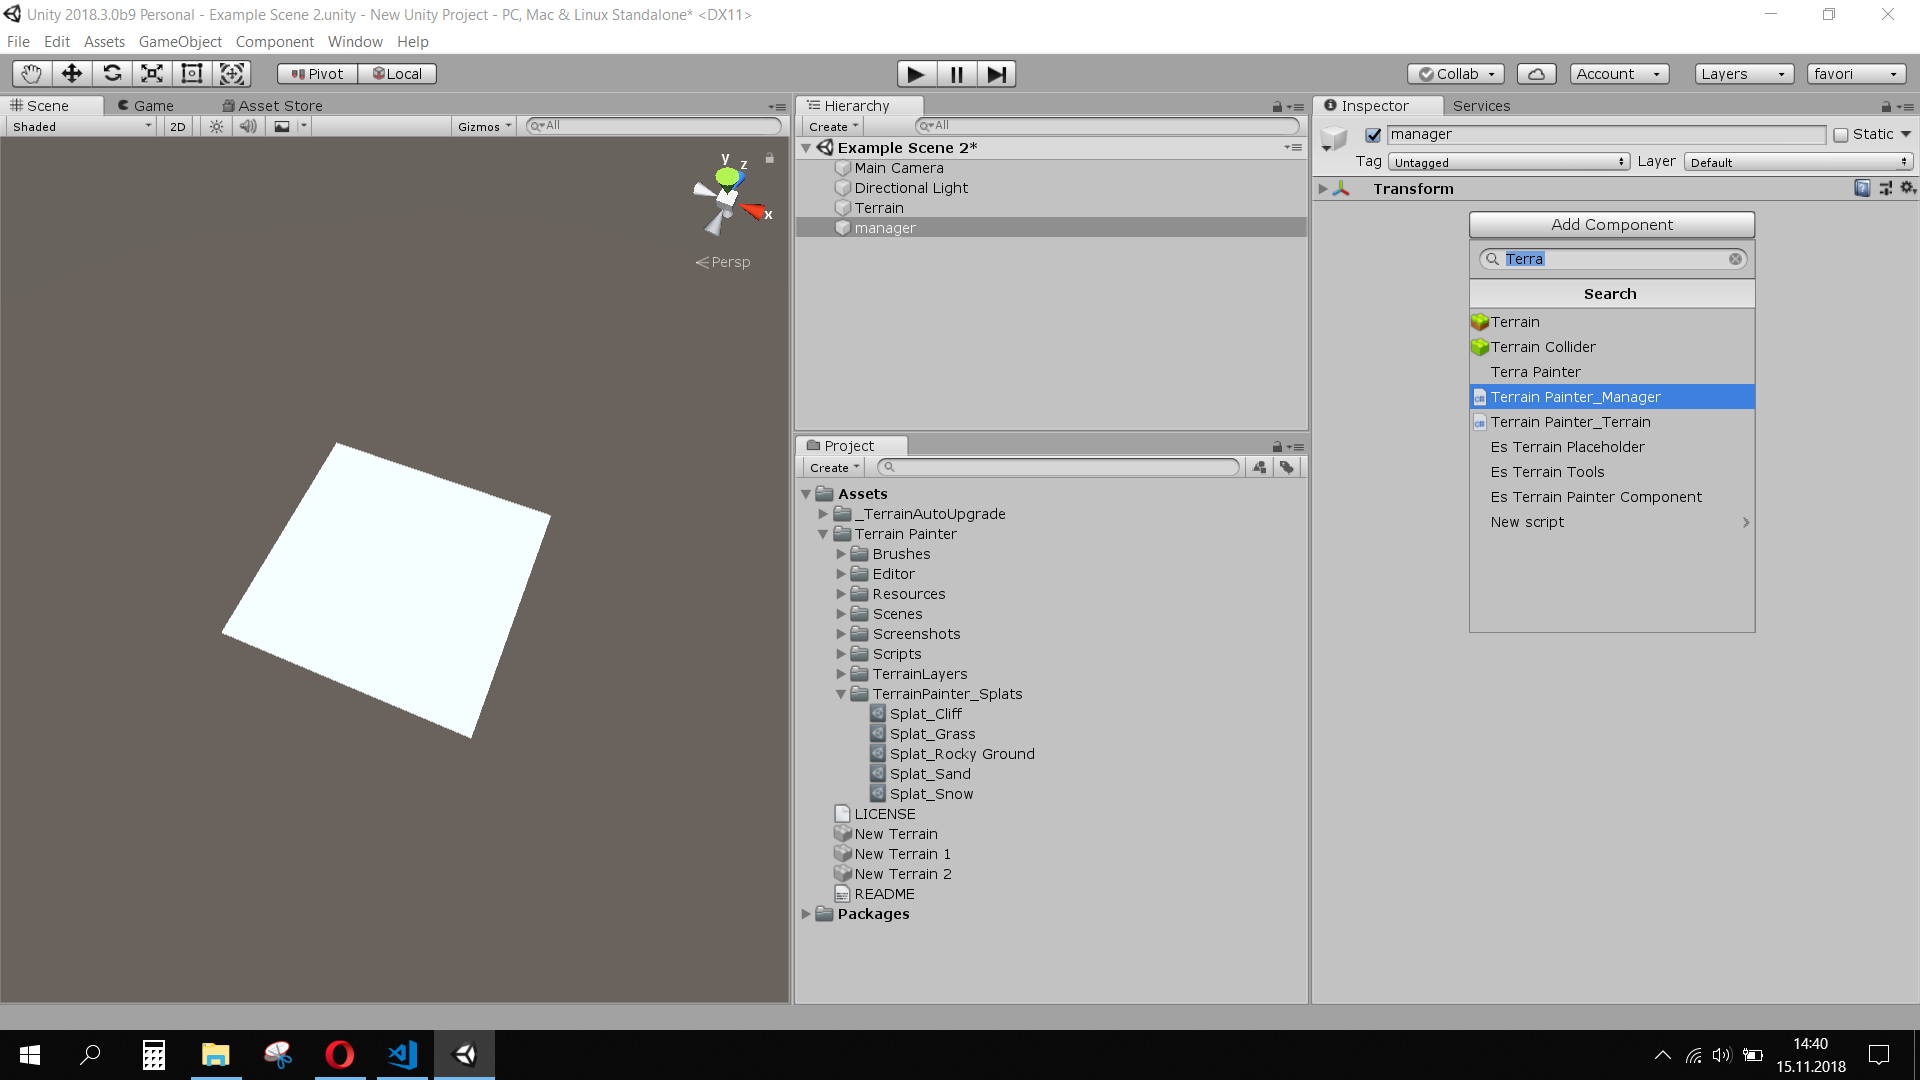 Unity 2018.3.0b9 Personal - Example Scene 2.unity - New Unity Project - PC, Mac & Linux Standalone* <DX11>
File Edit Assets GameObject Component Window Help
Pivot Local Collab Account Layers favori
Scene Game Asset Store
Shaded 2D Gizmos All
y
z
x
Persp
Hierarchy
Create All
Example Scene 2*
Main Camera
Directional Light
Terrain
manager
Project
Create
Assets
_TerrainAutoUpgrade
Terrain Painter
Brushes
Editor
Resources
Scenes
Screenshots
Scripts
TerrainLayers
TerrainPainter_Splats
Splat_Cliff
Splat_Grass
Splat_Rocky Ground
Splat_Sand
Splat_Snow
LICENSE
New Terrain
New Terrain 1
New Terrain 2
README
Packages
Inspector Services
manager Static
Tag Untagged Layer Default
Transform
Add Component
Terra
Search
Terrain
Terrain Collider
Terra Painter
Terrain Painter_Manager
Terrain Painter_Terrain
Es Terrain Placeholder
Es Terrain Tools
Es Terrain Painter Component
New script
14:40
15.11.2018